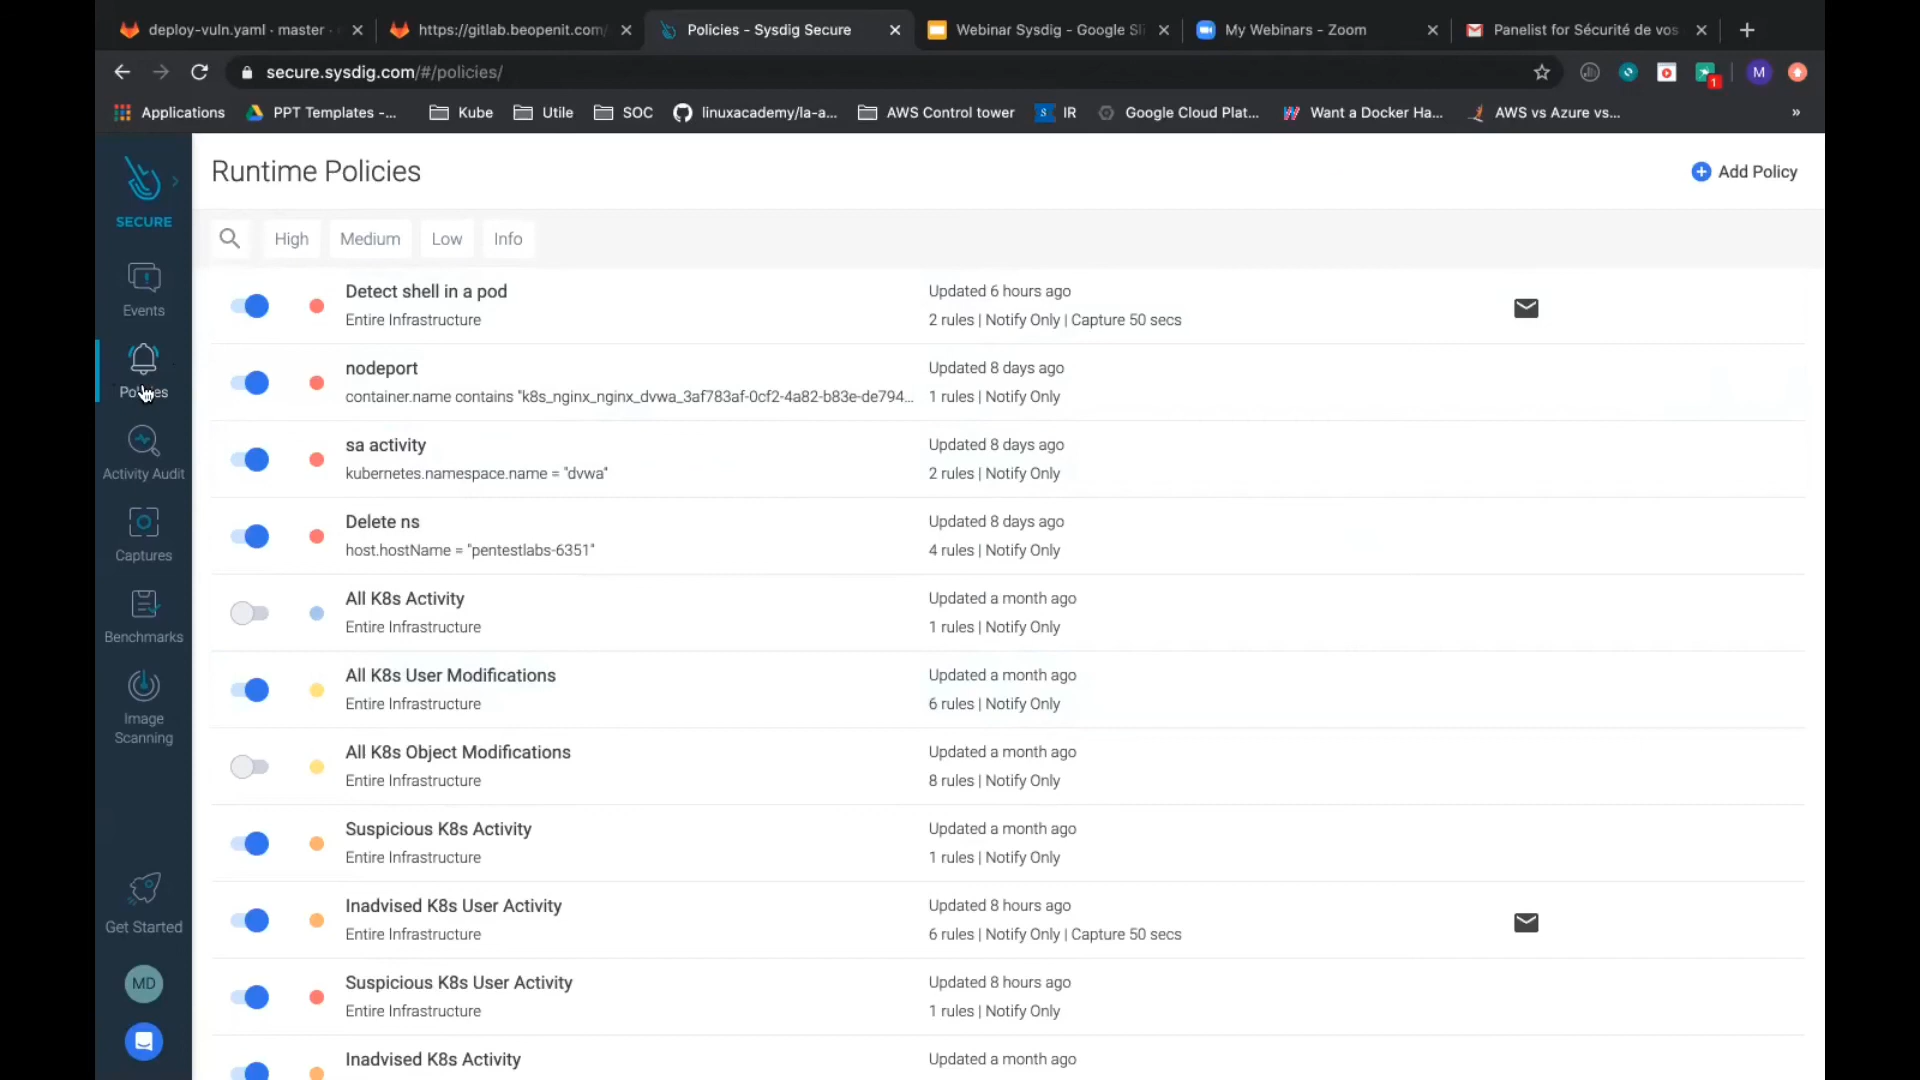 deploy-vuln.yaml · master ·
https://gitlab.beopenit.com/
Policies - Sysdig Secure
Webinar Sysdig - Google Sli
My Webinars - Zoom
Panelist for Sécurité de vos
secure.sysdig.com/#/policies/
1
M
Applications
PPT Templates -...
Kube
Utile
SOC
linuxacademy/la-a...
AWS Control tower
S
IR
Google Cloud Plat...
Want a Docker Ha...
AWS vs Azure vs...
»
SECURE
Events
Policies
Activity Audit
Captures
Benchmarks
Image
Scanning
Get Started
MD
Runtime Policies
Add Policy
High
Medium
Low
Info
Detect shell in a pod
Updated 6 hours ago
Entire Infrastructure
2 rules | Notify Only | Capture 50 secs
nodeport
Updated 8 days ago
container.name contains "k8s_nginx_nginx_dvwa_3af783af-0cf2-4a82-b83e-de794...
1 rules | Notify Only
sa activity
Updated 8 days ago
kubernetes.namespace.name = "dvwa"
2 rules | Notify Only
Delete ns
Updated 8 days ago
host.hostName = "pentestlabs-6351"
4 rules | Notify Only
All K8s Activity
Updated a month ago
Entire Infrastructure
1 rules | Notify Only
All K8s User Modifications
Updated a month ago
Entire Infrastructure
6 rules | Notify Only
All K8s Object Modifications
Updated a month ago
Entire Infrastructure
8 rules | Notify Only
Suspicious K8s Activity
Updated a month ago
Entire Infrastructure
1 rules | Notify Only
Inadvised K8s User Activity
Updated 8 hours ago
Entire Infrastructure
6 rules | Notify Only | Capture 50 secs
Suspicious K8s User Activity
Updated 8 hours ago
Entire Infrastructure
1 rules | Notify Only
Inadvised K8s Activity
Updated a month ago